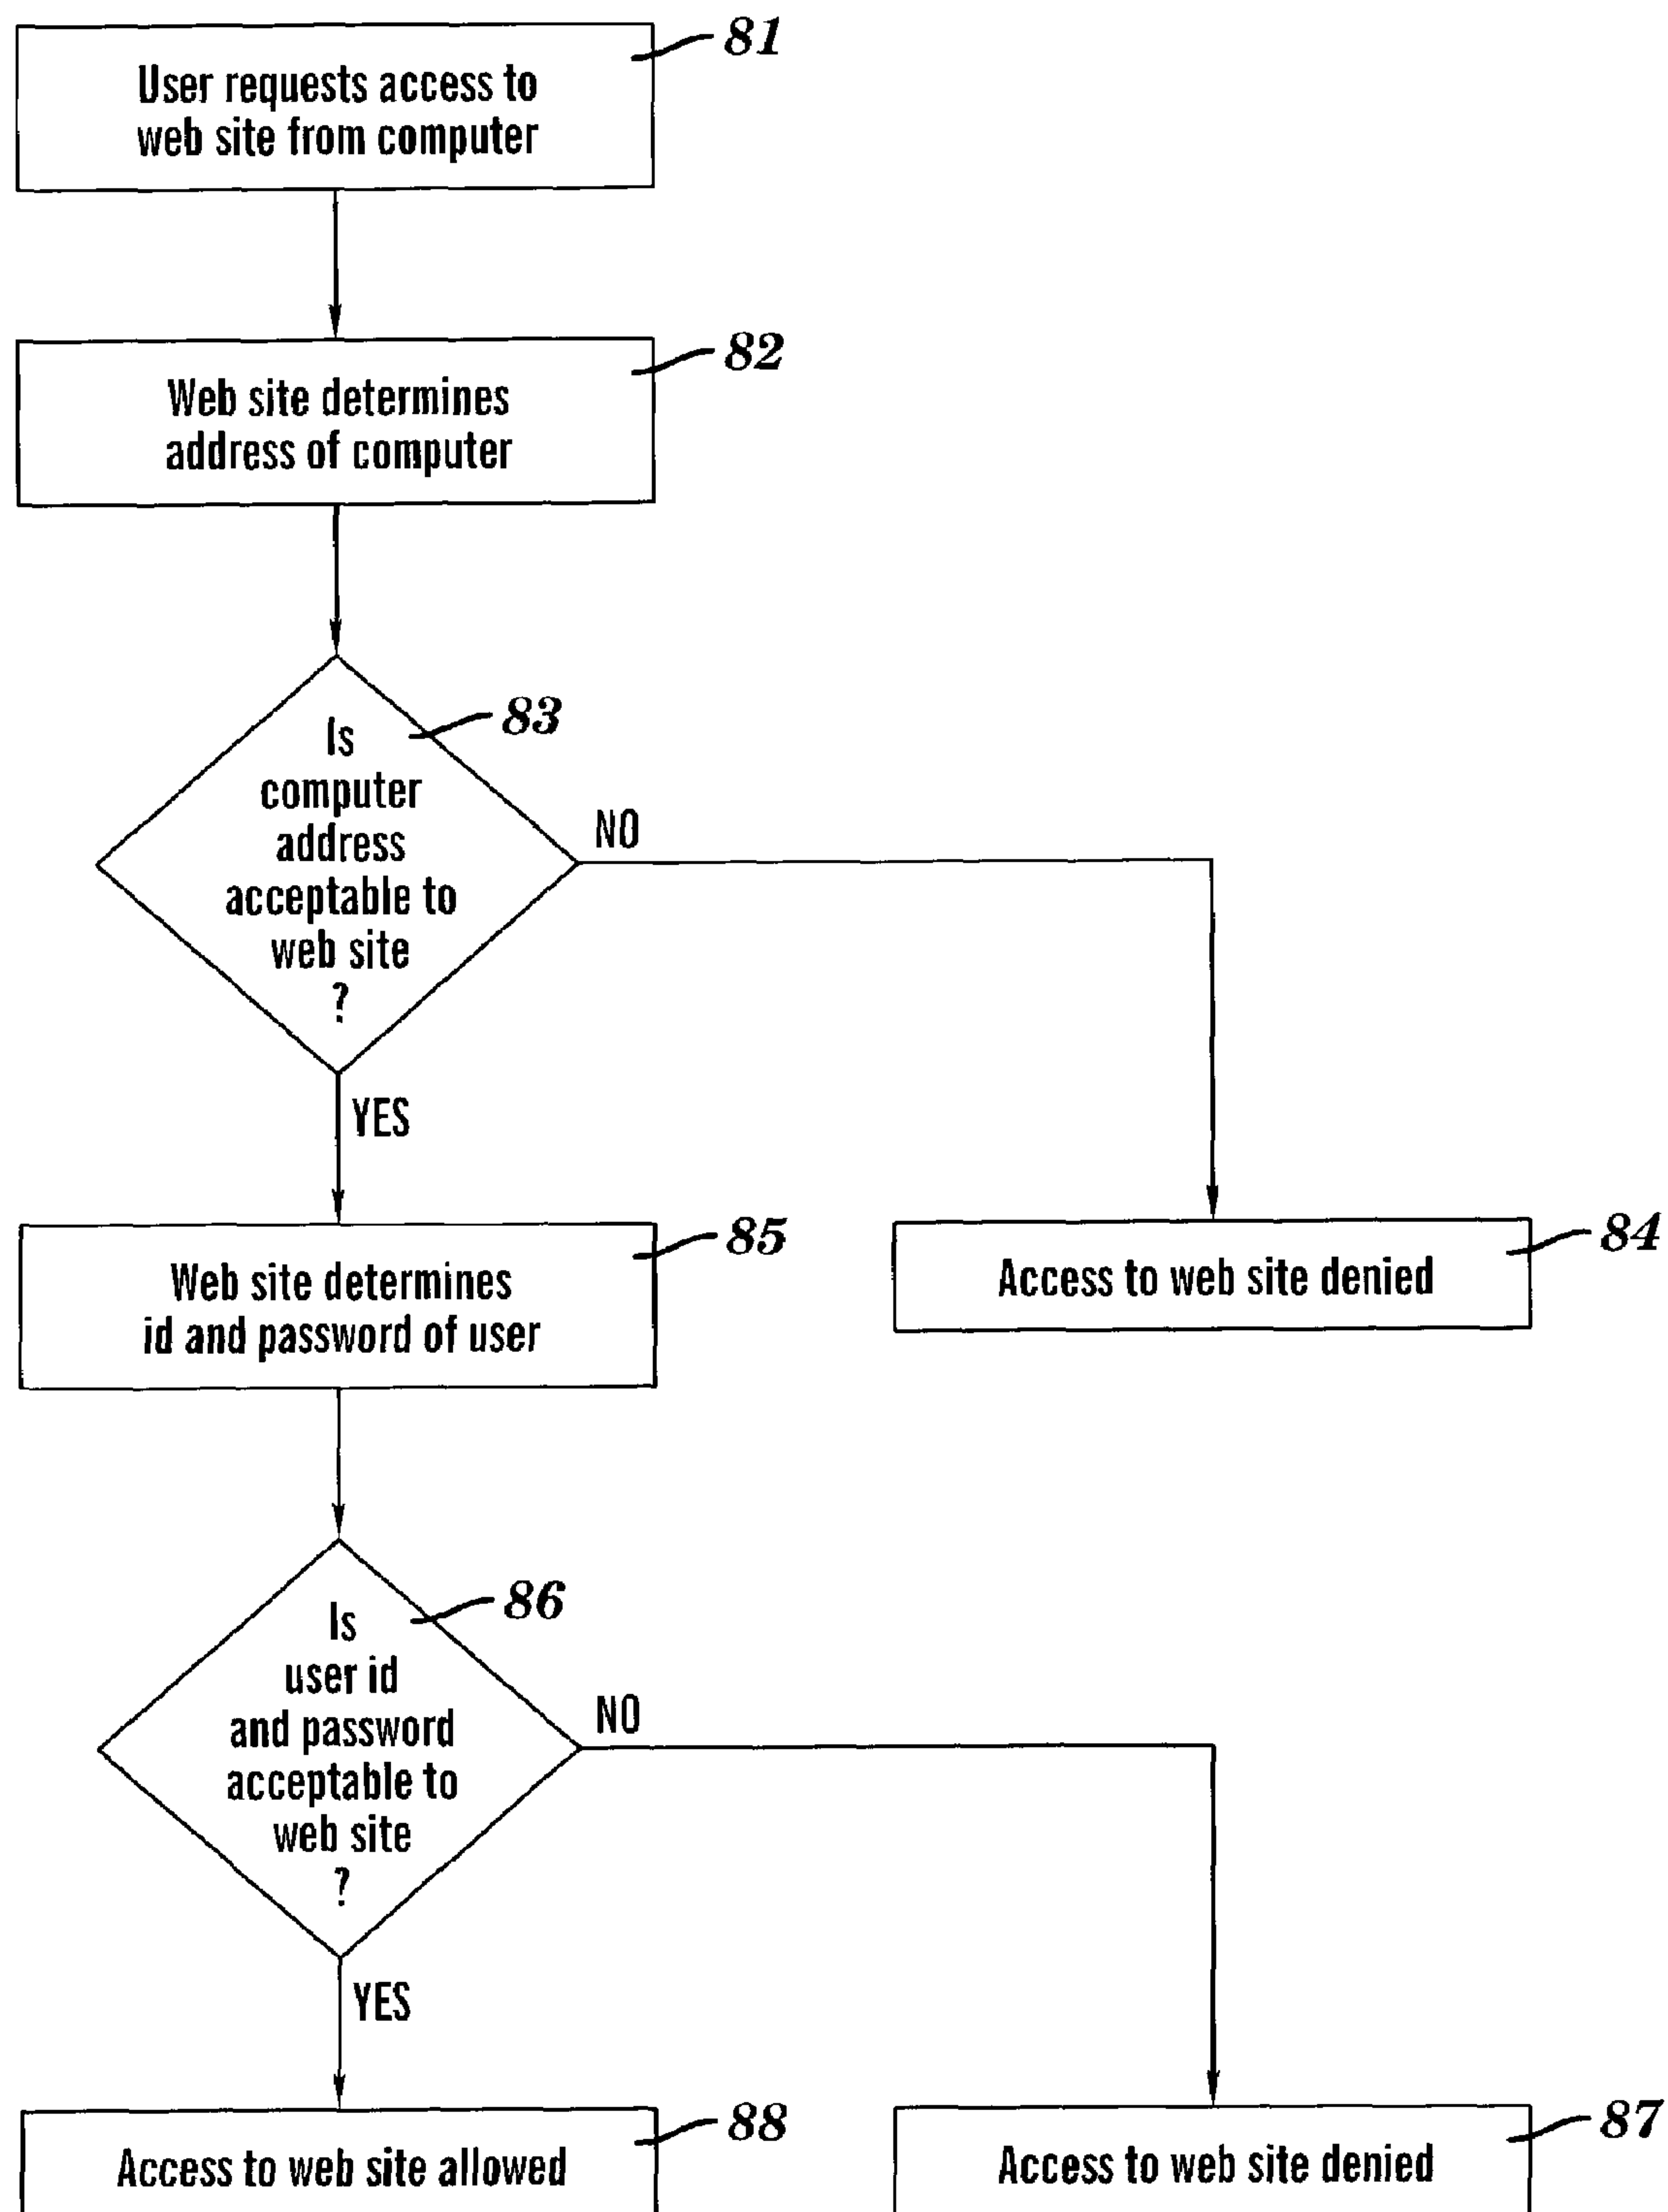 81
User requests access to
web site from computer
82
Web site determines
address of computer
83
Is
computer
address
acceptable to
web site
?
NO
YES
85
Web site determines
id and password of user
84
Access to web site denied
86
Is
user id
and password
acceptable to
web site
?
NO
YES
88
Access to web site allowed
87
Access to web site denied